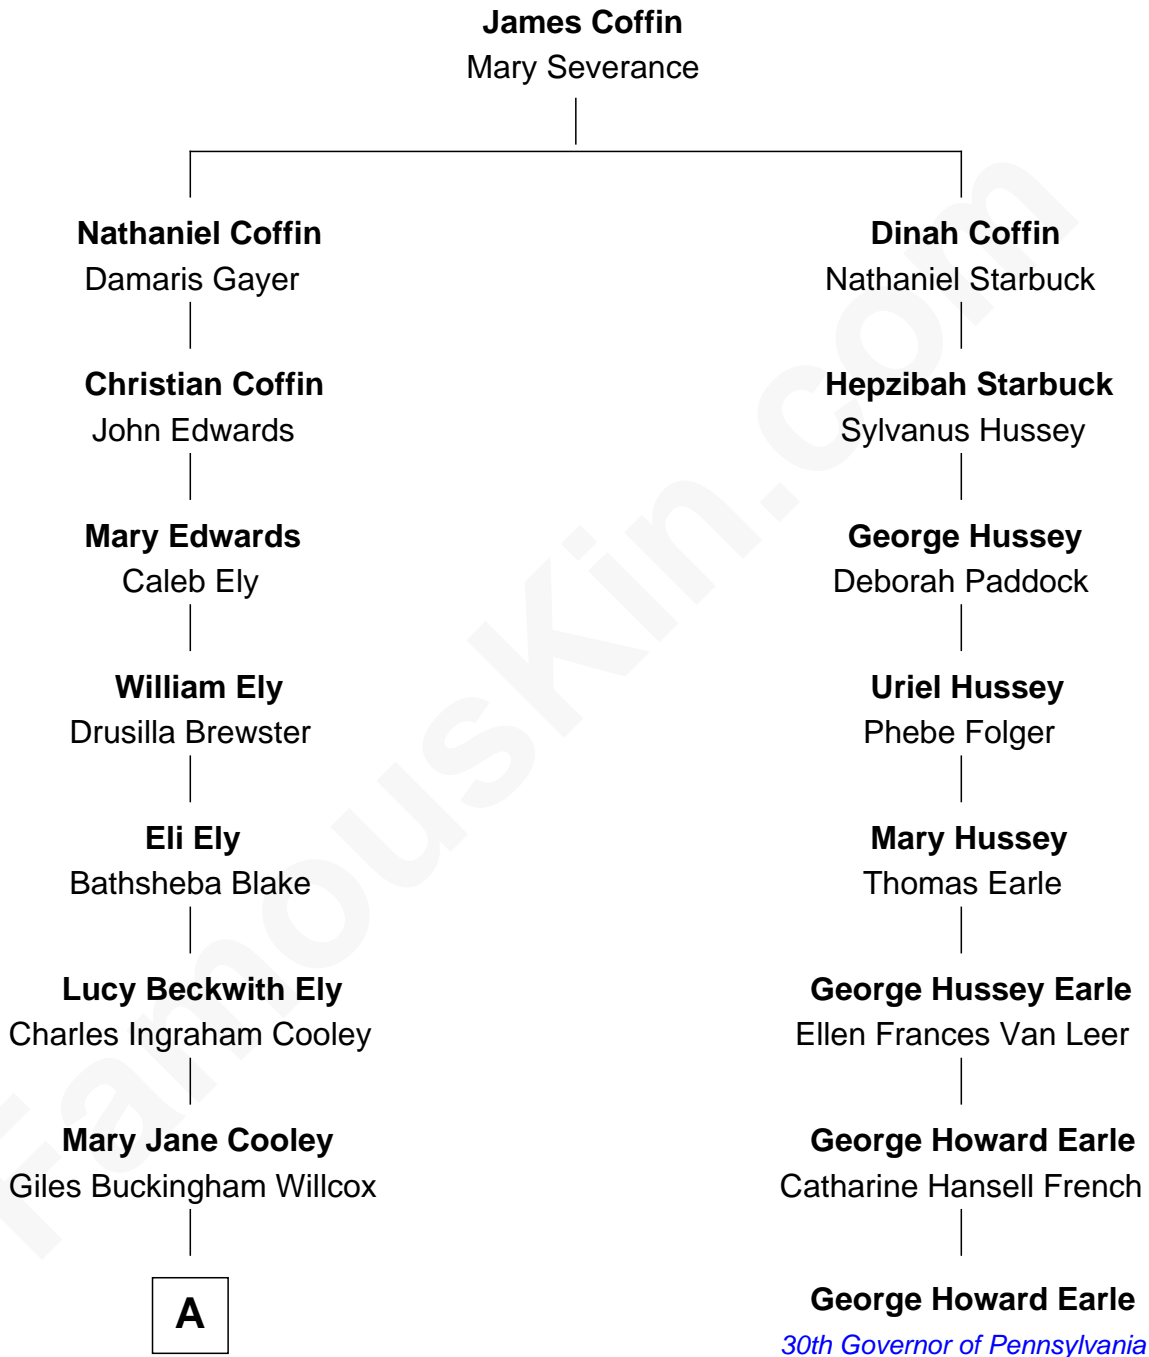 James Coffin
Mary Severance
Nathaniel Coffin
Damaris Gayer
Christian Coffin
John Edwards
Mary Edwards
Caleb Ely
William Ely
Drusilla Brewster
Eli Ely
Bathsheba Blake
Lucy Beckwith Ely
Charles Ingraham Cooley
Mary Jane Cooley
Giles Buckingham Willcox
A
Dinah Coffin
Nathaniel Starbuck
Hepzibah Starbuck
Sylvanus Hussey
George Hussey
Deborah Paddock
Uriel Hussey
Phebe Folger
Mary Hussey
Thomas Earle
George Hussey Earle
Ellen Frances Van Leer
George Howard Earle
Catharine Hansell French
George Howard Earle
30th Governor of Pennsylvania
FamousKin.com